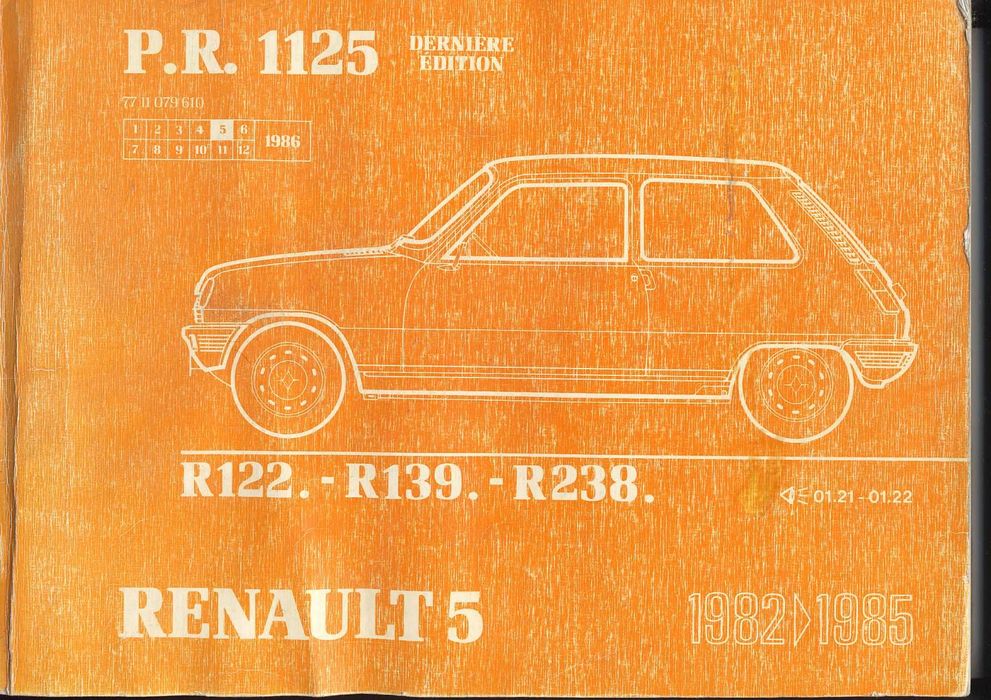 P.R. 1125
DERNIÈRE
ÉDITION
77 11 079 610
1 2 3 4 5 6
7 8 9 10 11 12
1986
R122. - R139. - R238.
01.21 - 01.22
RENAULT 5
1982 ▷ 1985